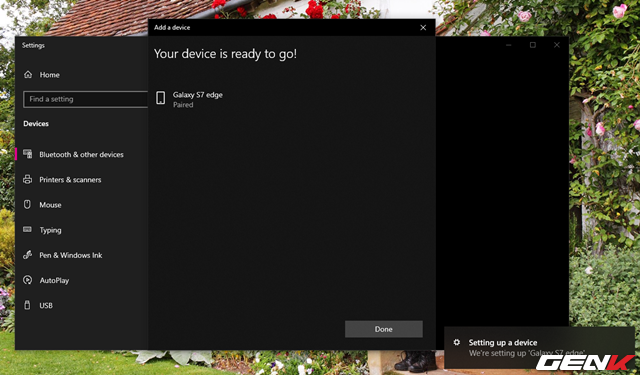 Add a device
Your device is ready to go!
Galaxy S7 edge
Paired
Done
Settings
Home
Find a setting
Devices
Bluetooth & other devices
Printers & scanners
Mouse
Typing
Pen & Windows Ink
AutoPlay
USB
Setting up a device
We're setting up 'Galaxy S7 edge'.
GENK